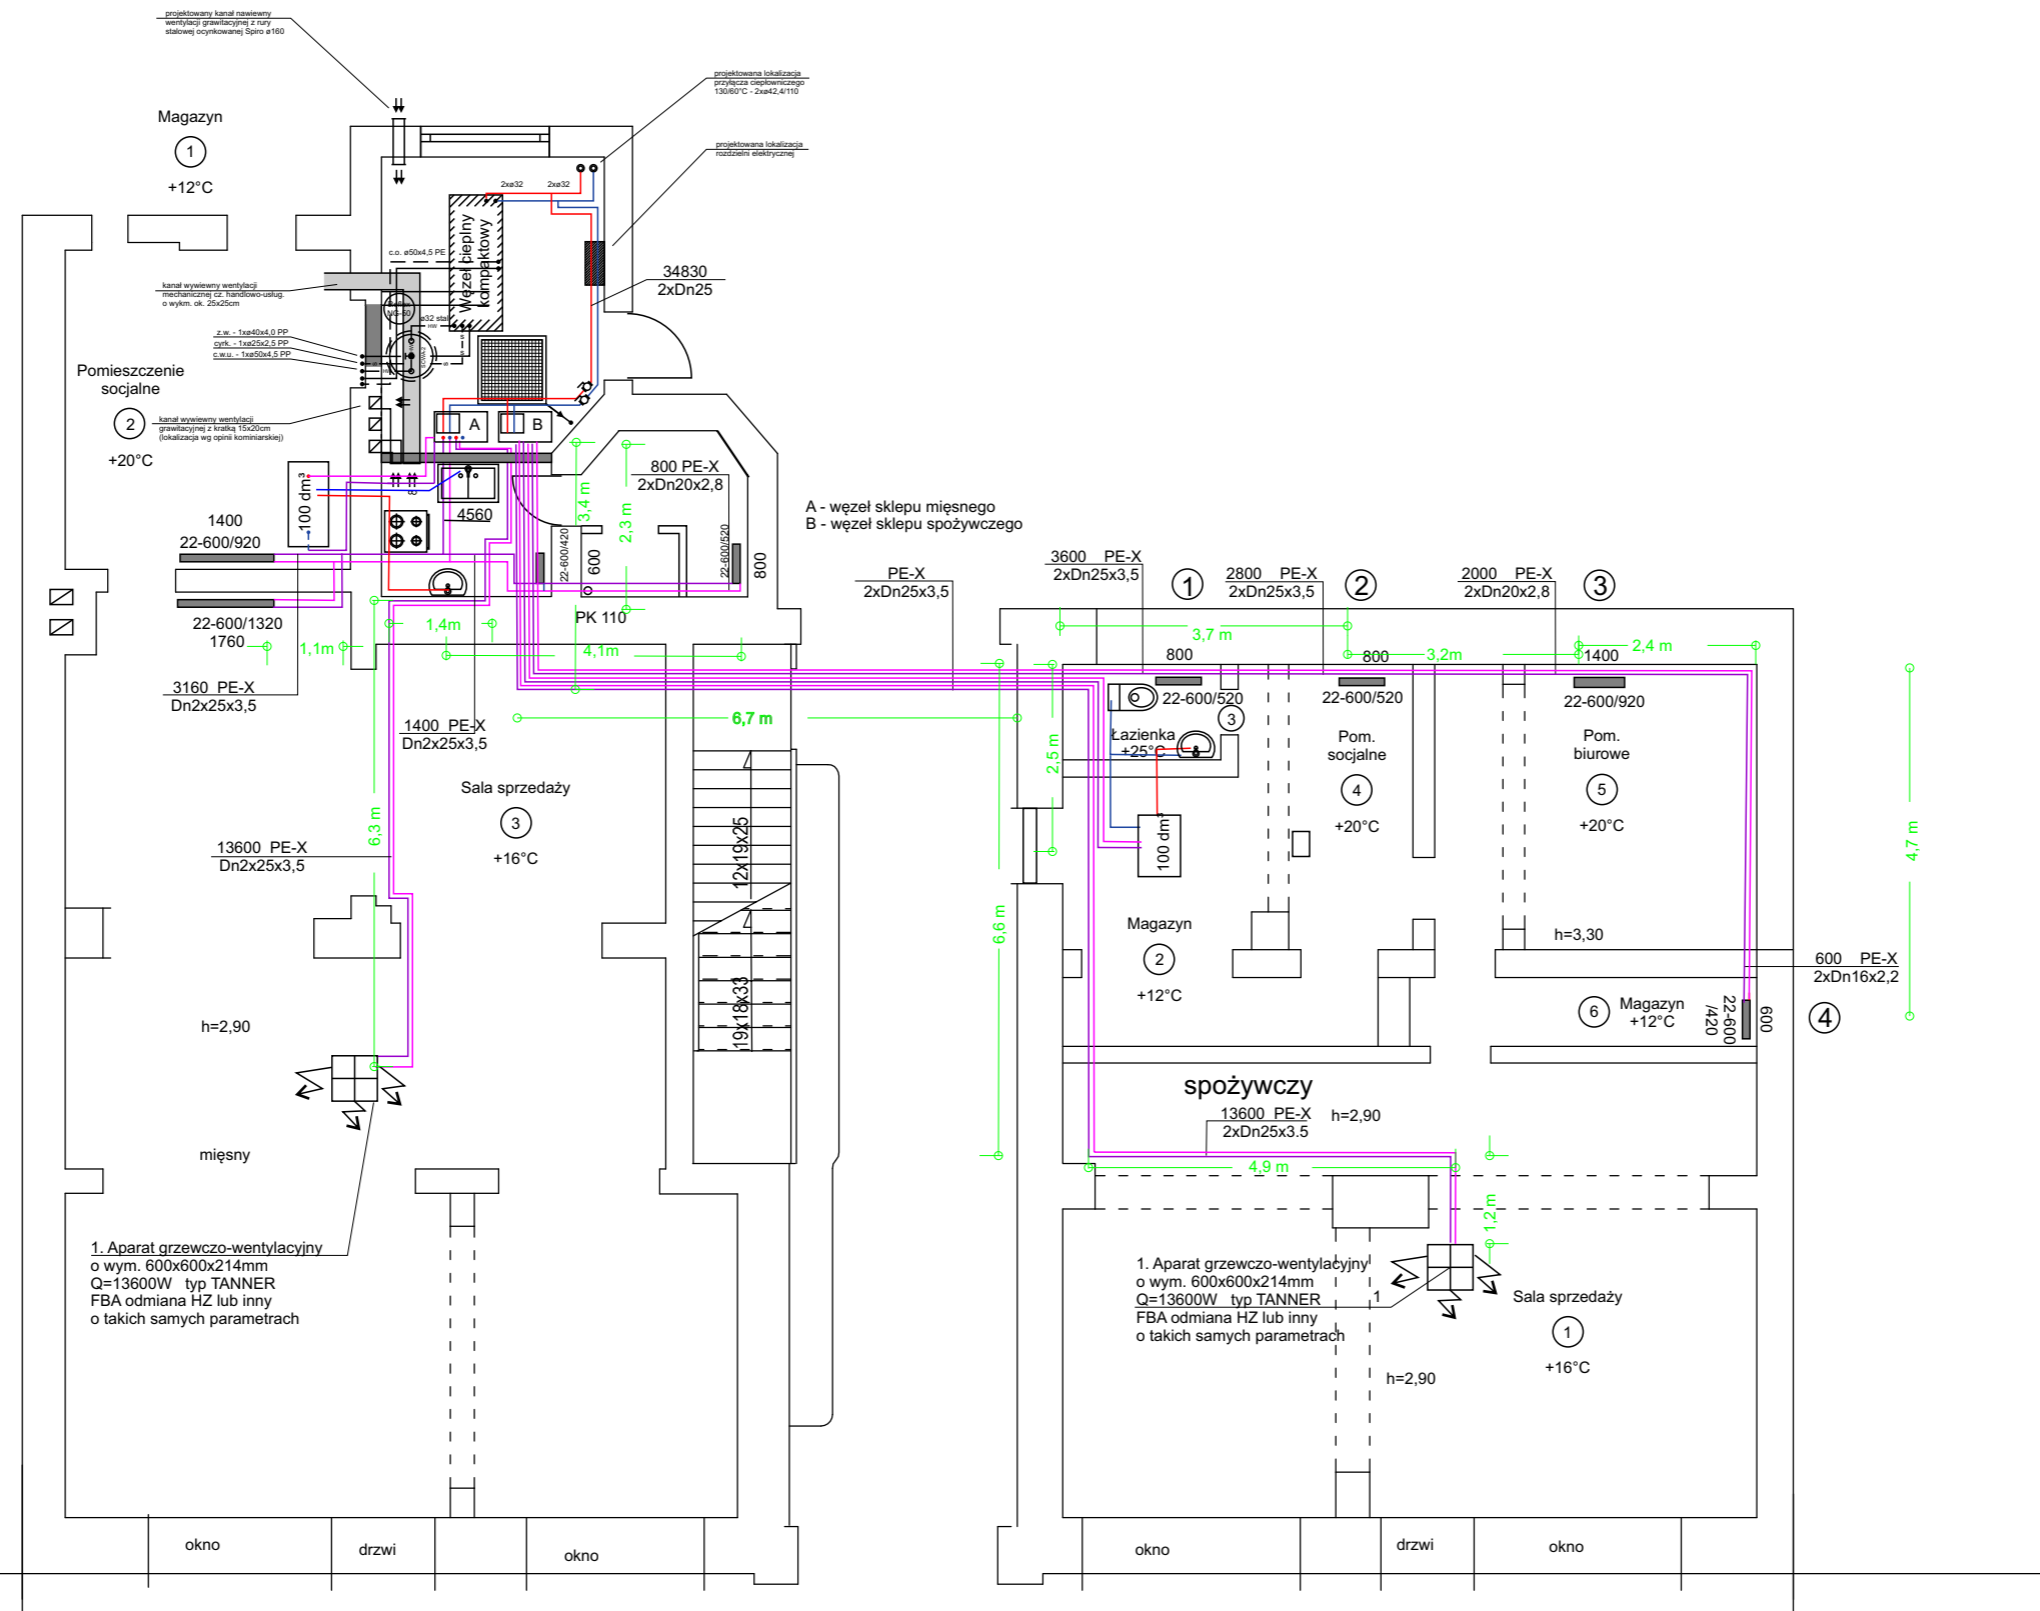 projektowany kanał nawiewny
wentylacji grawitacyjnej z rury
stalowej ocynkowanej Spiro ø160
projektowana lokalizacja
przyłącza ciepłowniczego
130/60°C - 2xø42,4/110
projektowana lokalizacja
rozdzielni elektrycznej
Magazyn
1
+12°C
2xø32
2xø32
Węzeł cieplny
kompaktowy
c.o. ø50x4,5 PE
34830
2xDn25
kanał wywiewny wentylacji
mechanicznej cz. handlowo-usług.
o wykm. ok. 25x25cm
NG-50
ø32 stal
HW
z.w. - 1xø40x4,0 PP
cyrk. - 1xø25x2,5 PP
c.w.u. - 1xø50x4,5 PP
Pomieszczenie
socjalne
2
+20°C
kanał wywiewny wentylacji
grawitacyjnej z kratką 15x20cm
(lokalizacja wg opinii kominiarskiej)
A
B
800 PE-X
2xDn20x2,8
3,4 m
2,3 m
100 dm³
4560
1400
22-600/920
22-600/420
600
22-600/520
800
A - węzeł sklepu mięsnego
B - węzeł sklepu spożywczego
22-600/1320
1760
1,1m
1,4m
4,1m
PK 110
PE-X
2xDn25x3,5
3600 PE-X
2xDn25x3,5
1
2800 PE-X
2xDn25x3,5
2
2000 PE-X
2xDn20x2,8
3
3,7 m
3,2m
2,4 m
800
800
1400
3160 PE-X
Dn2x25x3,5
1400 PE-X
Dn2x25x3,5
6,7 m
22-600/520
22-600/520
22-600/920
3
Łazienka
+25°C
2,5 m
Pom.
socjalne
4
+20°C
Pom.
biurowe
5
+20°C
4,7 m
6,3 m
Sala sprzedaży
3
+16°C
13600 PE-X
Dn2x25x3,5
12x19x25
19x18x33
100 dm³
6,6 m
Magazyn
2
+12°C
h=3,30
600 PE-X
2xDn16x2,2
6
Magazyn
+12°C
22-600
/420
600
4
h=2,90
mięsny
spożywczy
13600 PE-X
2xDn25x3.5
h=2,90
4,9 m
1,2 m
1. Aparat grzewczo-wentylacyjny
o wym. 600x600x214mm
Q=13600W typ TANNER
FBA odmiana HZ lub inny
o takich samych parametrach
1. Aparat grzewczo-wentylacyjny
o wym. 600x600x214mm
Q=13600W typ TANNER
1
FBA odmiana HZ lub inny
o takich samych parametrach
Sala sprzedaży
1
+16°C
h=2,90
okno
drzwi
okno
okno
drzwi
okno